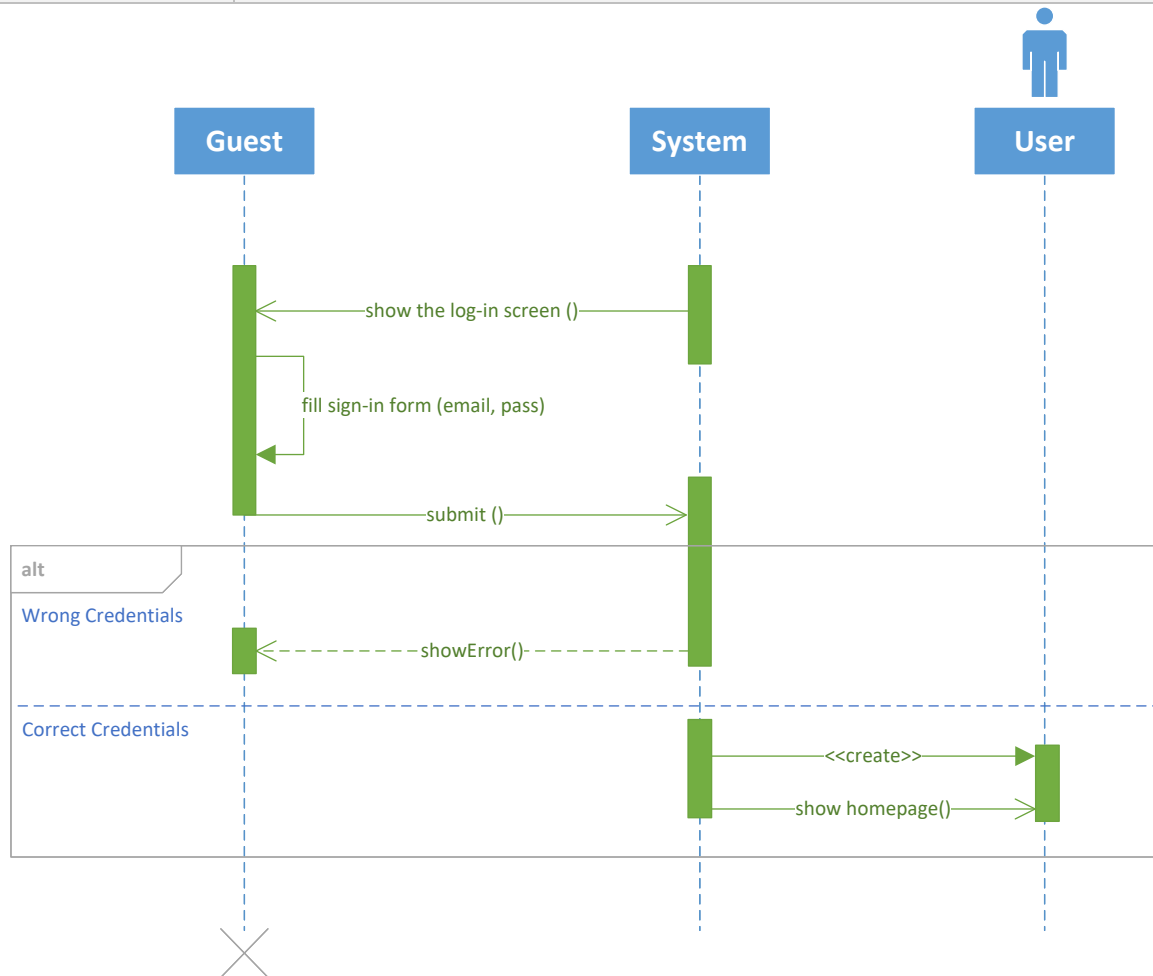 Guest
System
User
show the log-in screen ()
fill sign-in form (email, pass)
submit ()
alt
Wrong Credentials
showError()
Correct Credentials
<<create>>
show homepage()